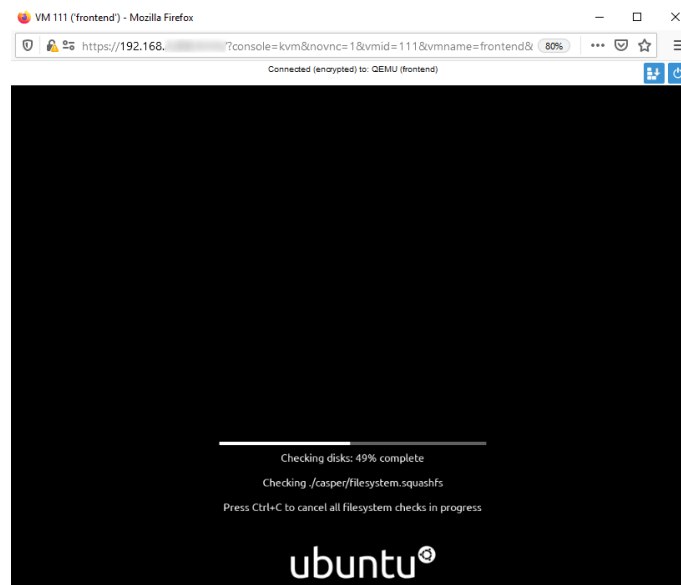 VM 111 ('frontend') - Mozilla Firefox
https://192.168. ?console=kvm&novnc=1&vmid=111&vmname=frontend& 80%
Connected (encrypted) to: QEMU (frontend)
Checking disks: 49% complete
Checking ./casper/filesystem.squashfs
Press Ctrl+C to cancel all filesystem checks in progress
ubuntu